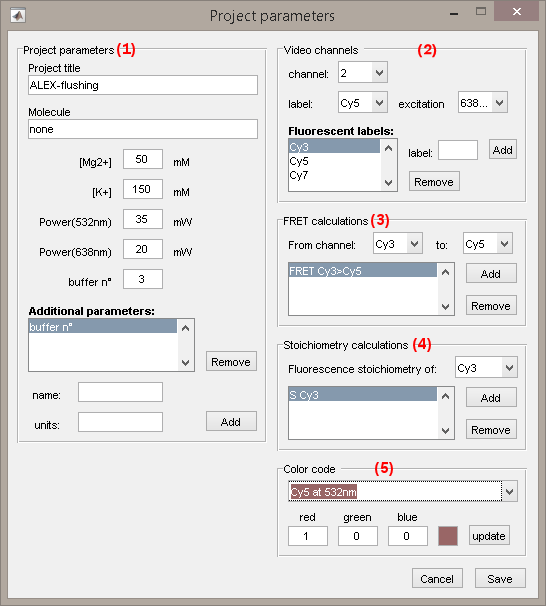 Project parameters
Project parameters (1)
Project title
ALEX-flushing
Molecule
none
[Mg2+] 50 mM
[K+] 150 mM
Power(532nm) 35 mW
Power(638nm) 20 mW
buffer n° 3
Additional parameters:
buffer n°
Remove
name:
units:
Add
Video channels (2)
channel: 2
label: Cy5 excitation 638...
Fluorescent labels:
Cy3
Cy5
Cy7
label: Add
Remove
FRET calculations (3)
From channel: Cy3 to: Cy5
FRET Cy3>Cy5
Add
Remove
Stoichiometry calculations (4)
Fluorescence stoichiometry of: Cy3
S Cy3
Add
Remove
Color code (5)
Cy5 at 532nm
red green blue
1 0 0 update
Cancel Save